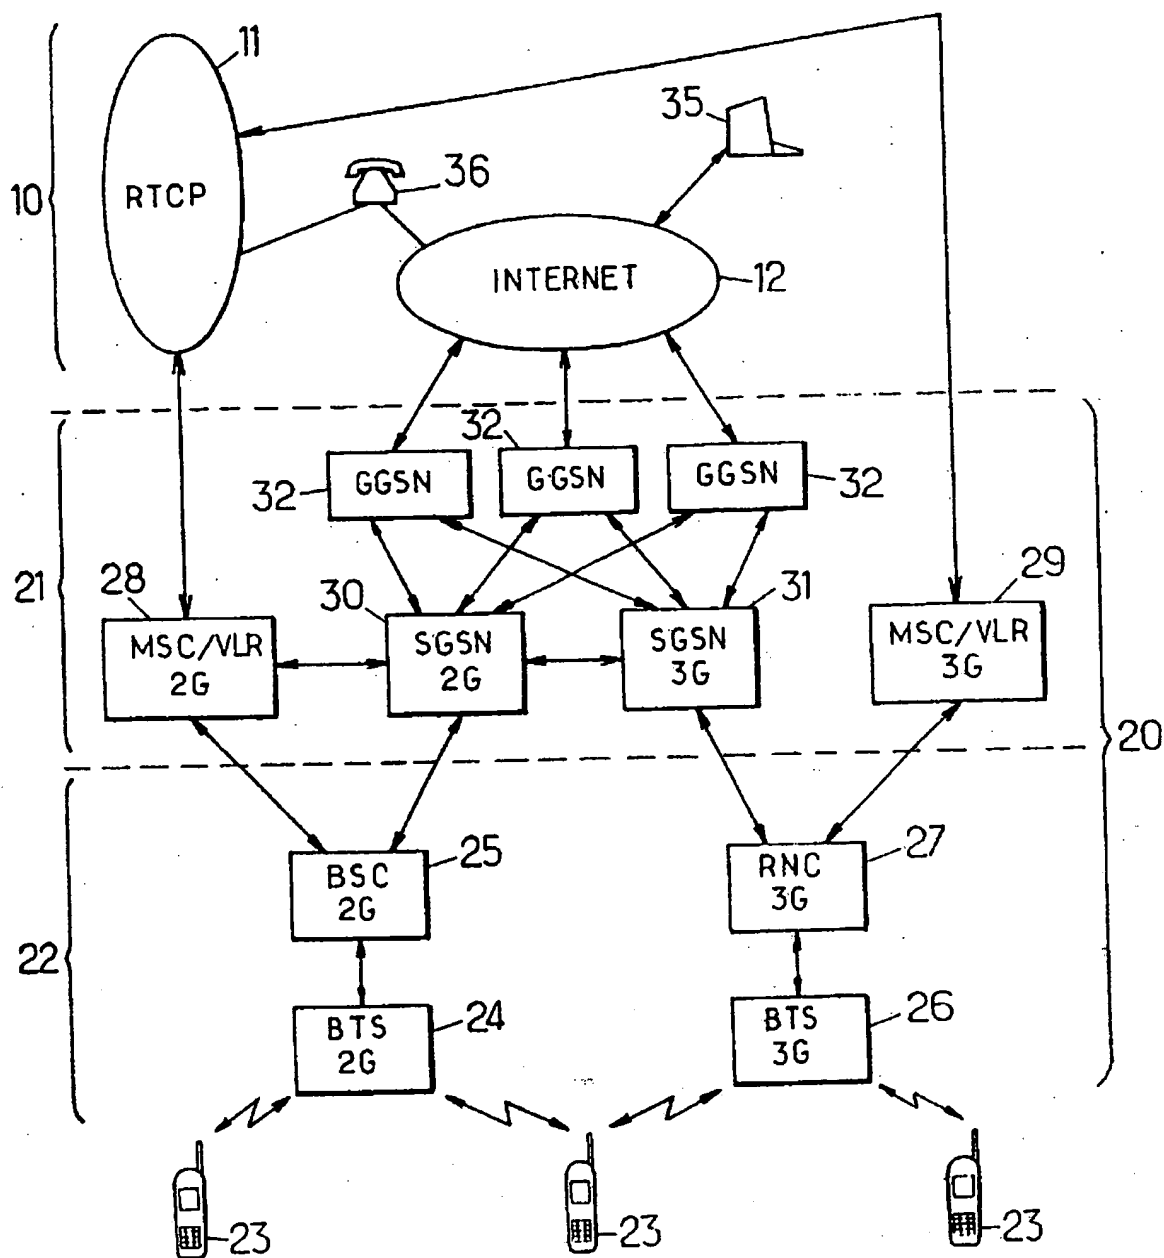 11
35
36
10
RTCP
INTERNET
12
32
32
GGSN
G·GSN
GGSN
32
21
28
30
31
29
MSC/VLR
2G
SGSN
2G
SGSN
3G
MSC/VLR
3G
20
25
27
BSC
2G
RNC
3G
22
24
26
BTS
2G
BTS
3G
23
23
23